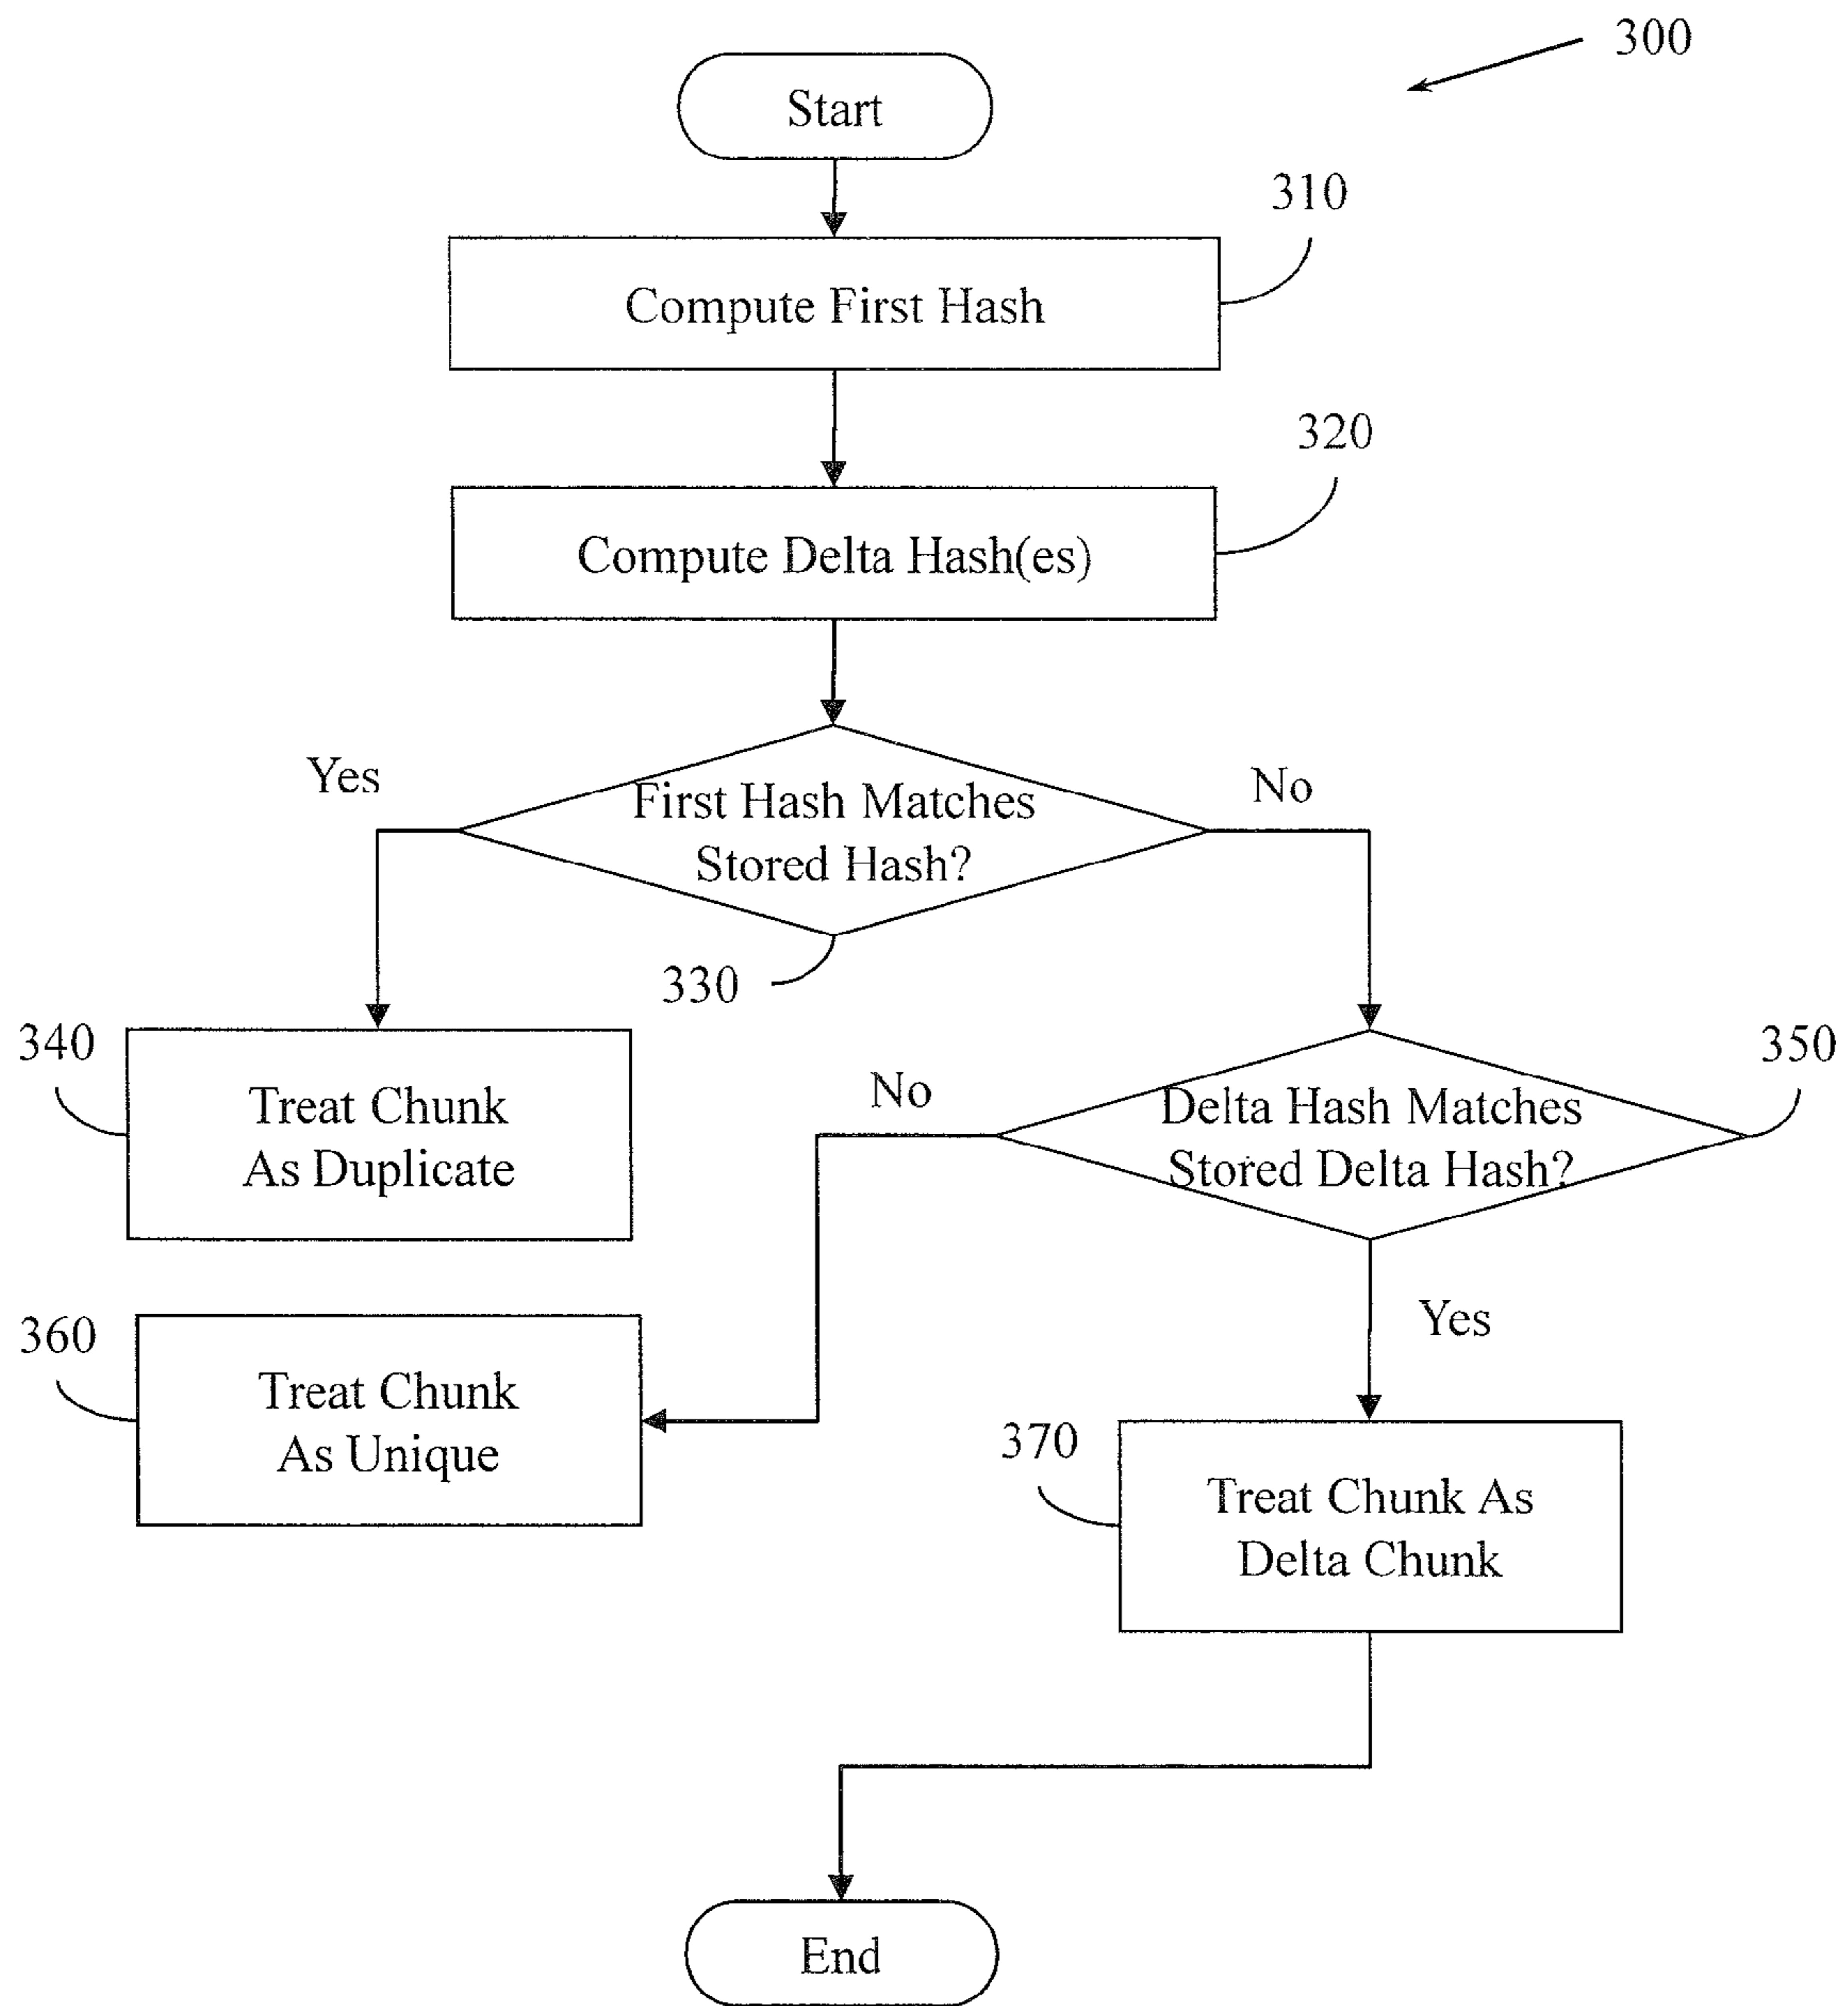 300
Start
310
Compute First Hash
320
Compute Delta Hash(es)
Yes
No
First Hash Matches
Stored Hash?
330
340
Treat Chunk
As Duplicate
350
No
Delta Hash Matches
Stored Delta Hash?
360
Treat Chunk
As Unique
Yes
370
Treat Chunk As
Delta Chunk
End